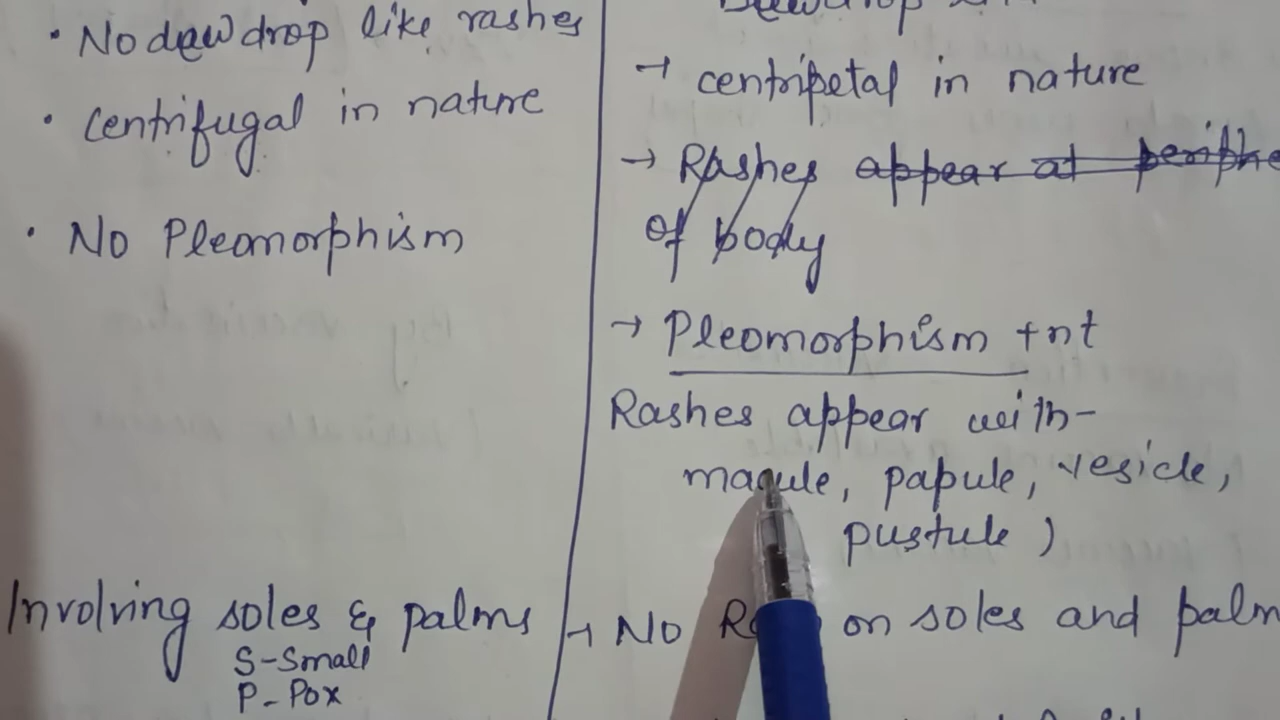 • No dew drop like rashes
• Centrifugal in nature
• No Pleomorphism
Involving soles & palms
S-Small
P-Pox
→ centripetal in nature
→ Rashes appear at periphe
of body
→ Pleomorphism +nt
Rashes appear with-
macule, papule, vesicle,
pustule )
→ No on soles and palm